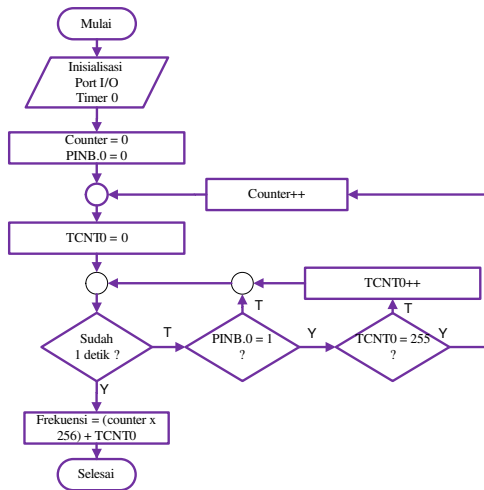 Mulai
Inisialisasi
Port I/O
Timer 0
Counter = 0
PINB.0 = 0
Counter++
TCNT0 = 0
TCNT0++
T
T
Sudah
1 detik ?
T
PINB.0 = 1
?
Y
TCNT0 = 255
?
Y
Y
Frekuensi = (counter x
256) + TCNT0
Selesai